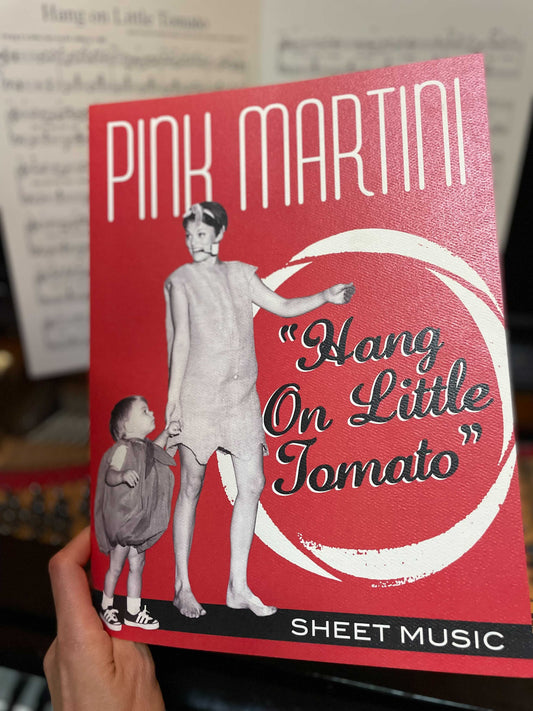 Hang on Little Tomato
PINK MARTINI
"Hang
On Little
Tomato"
SHEET MUSIC